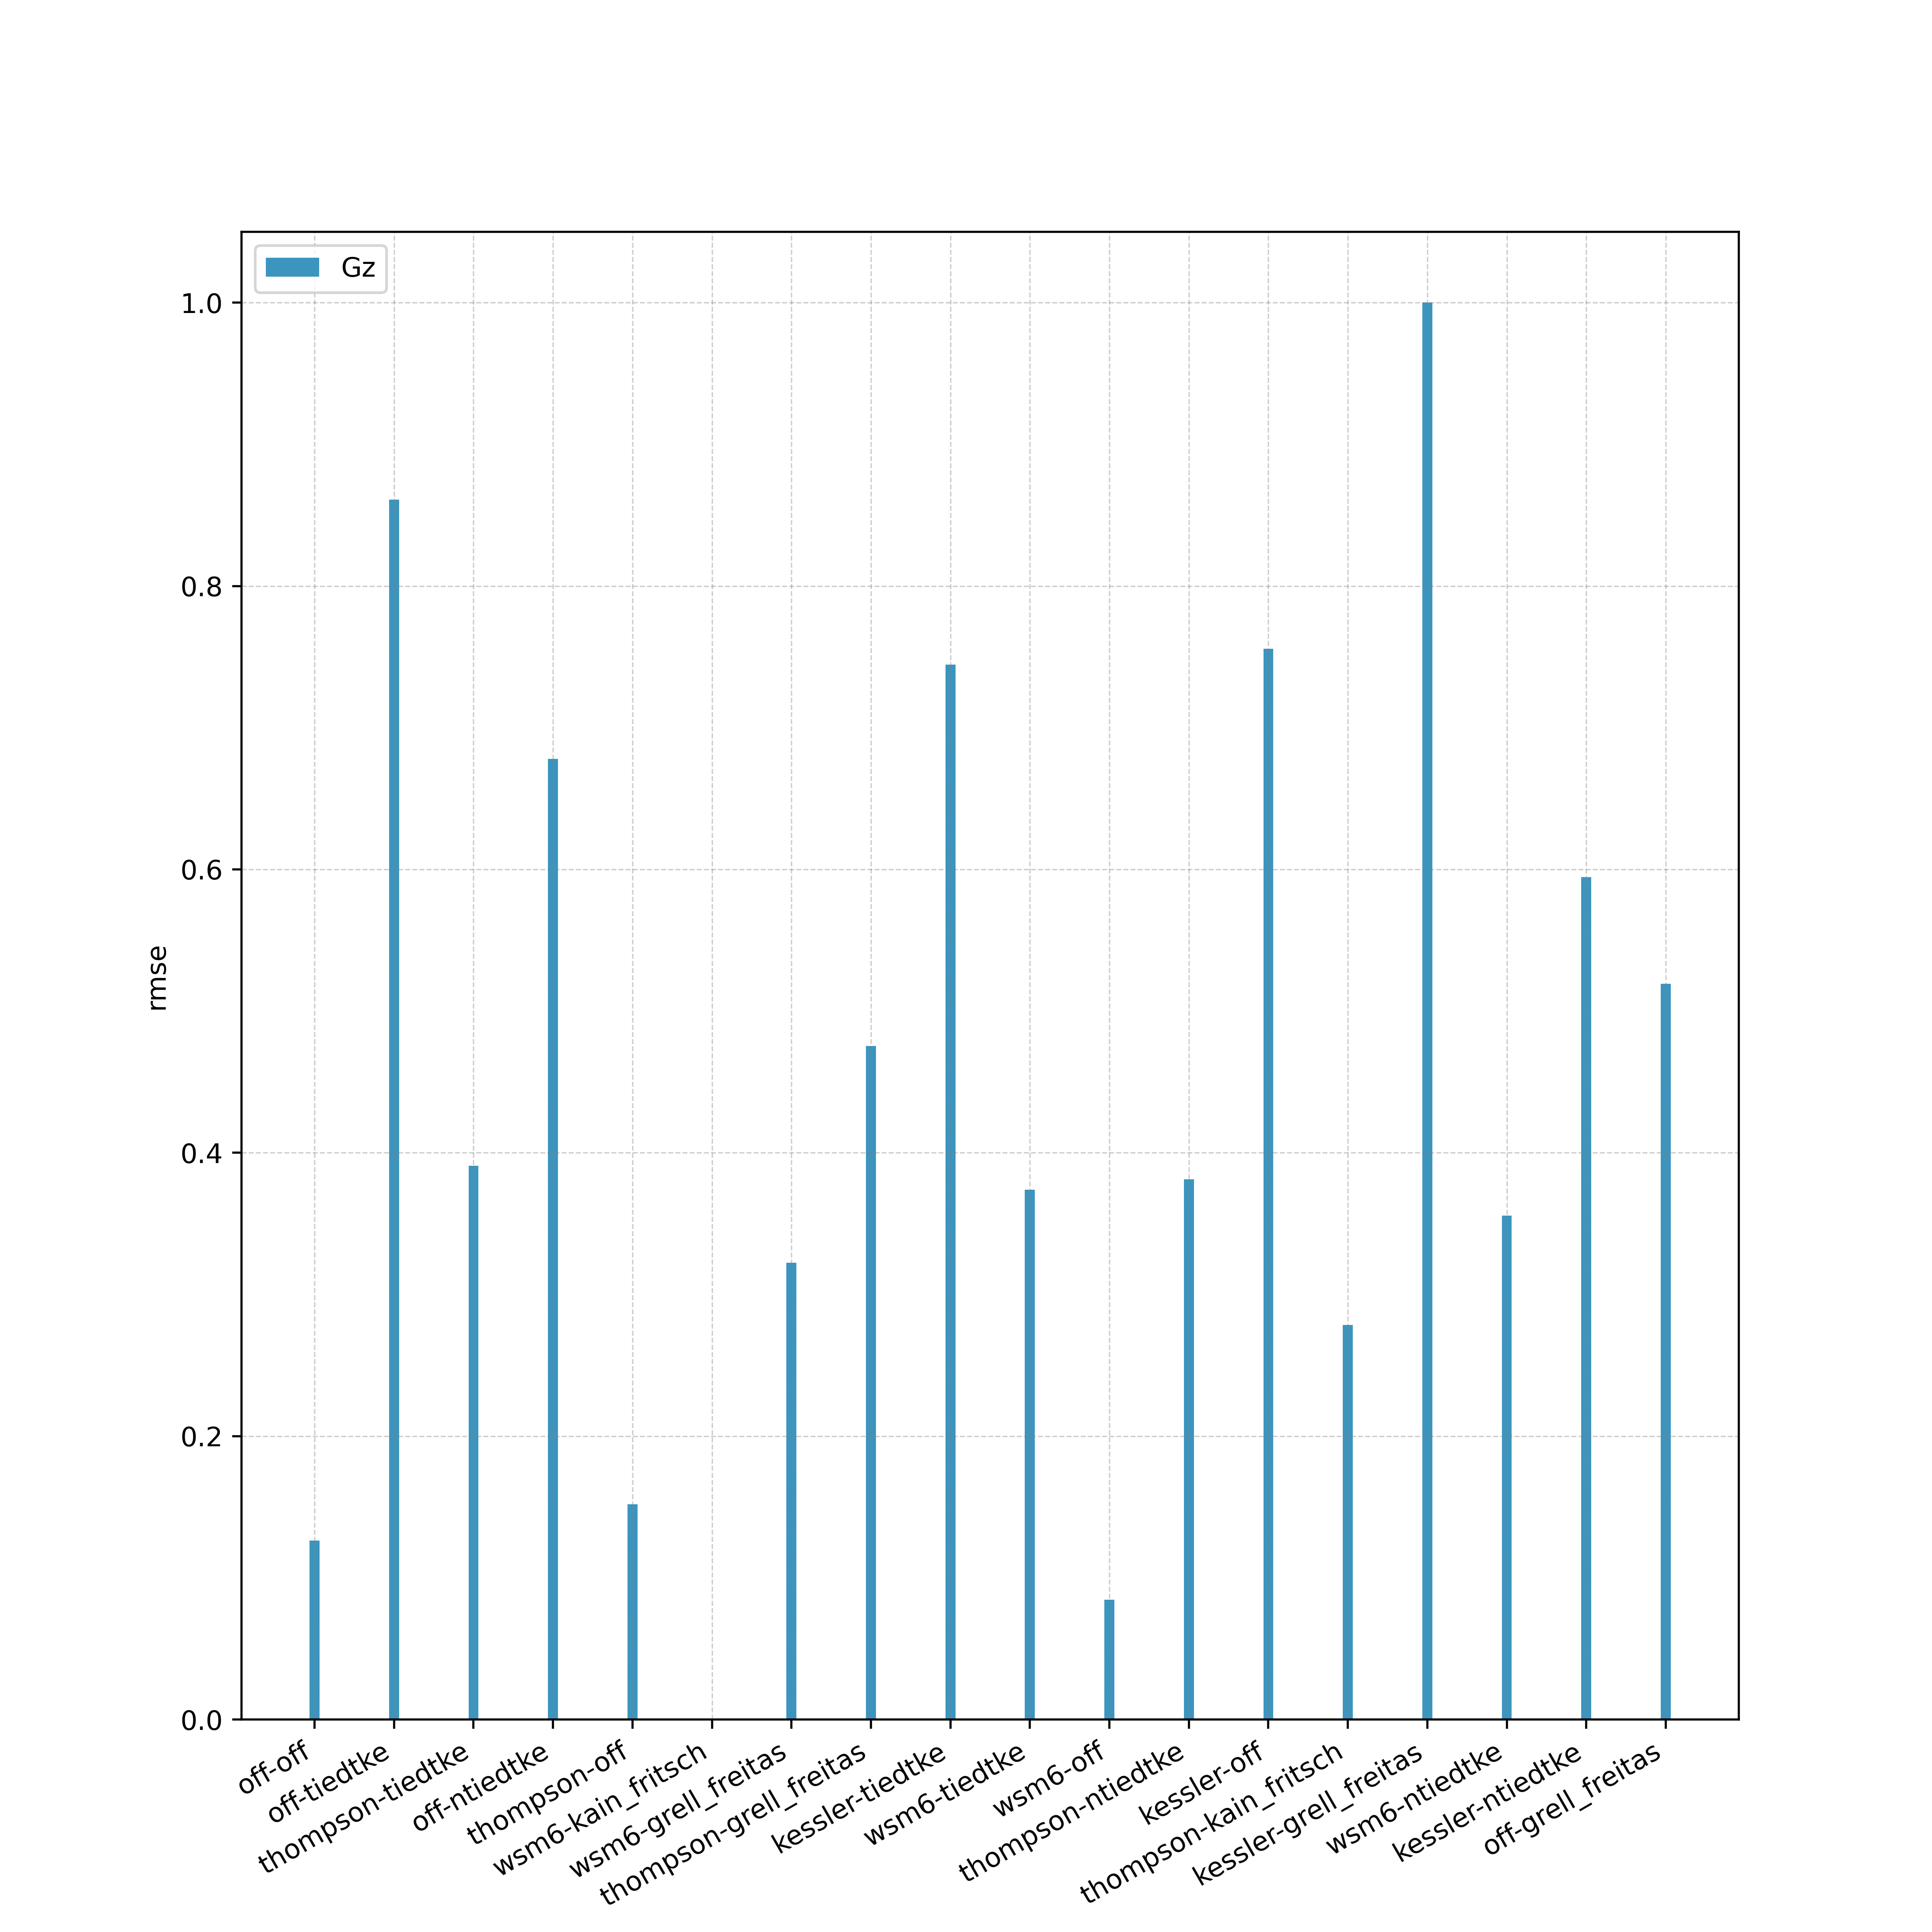 Gz
1.0
0.8
0.6
0.4
0.2
0.0
rmse
off-off
off-tiedtke
thompson-tiedtke
off-ntiedtke
thompson-off
wsm6-kain_fritsch
wsm6-grell_freitas
thompson-grell_freitas
kessler-tiedtke
wsm6-tiedtke
wsm6-off
thompson-ntiedtke
kessler-off
thompson-kain_fritsch
kessler-grell_freitas
wsm6-ntiedtke
kessler-ntiedtke
off-grell_freitas